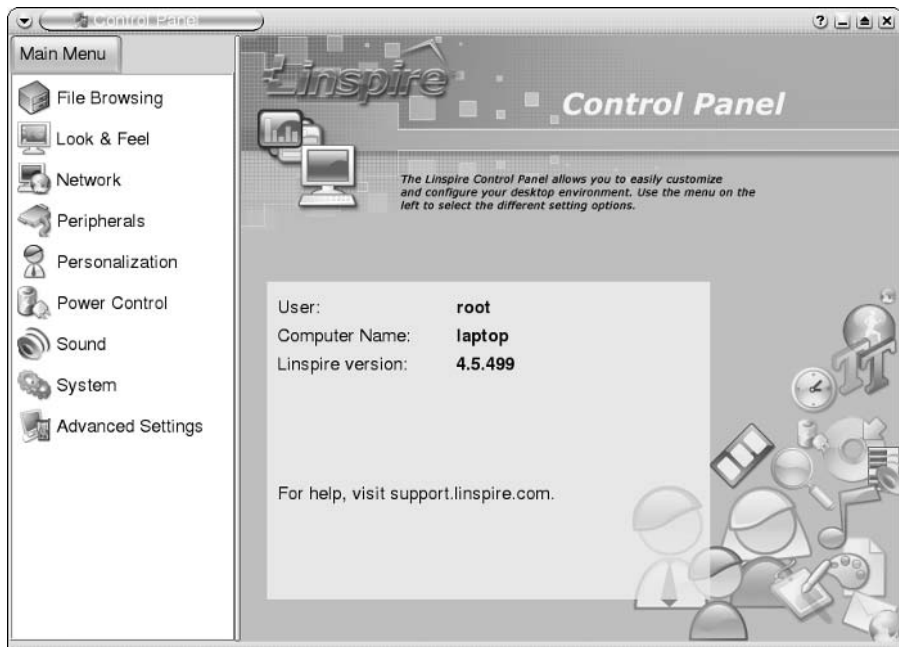 Control Panel
Main Menu
File Browsing
Look & Feel
Network
Peripherals
Personalization
Power Control
Sound
System
Advanced Settings
Linspire
Control Panel
The Linspire Control Panel allows you to easily customize
and configure your desktop environment. Use the menu on the
left to select the different setting options.
User: root
Computer Name: laptop
Linspire version: 4.5.499
For help, visit support.linspire.com.
TT